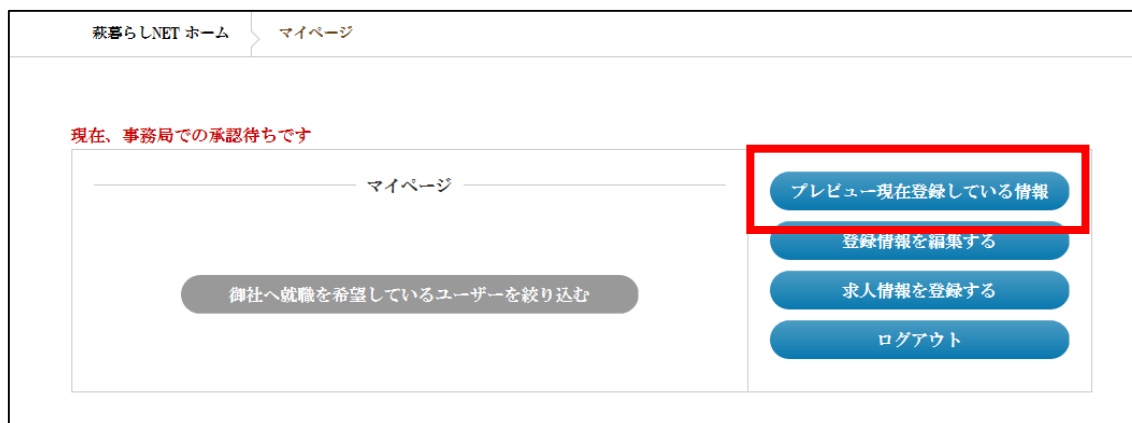 萩暮らしNET ホーム
マイページ
現在、事務局での承認待ちです
マイページ
御社へ就職を希望しているユーザーを絞り込む
プレビュー現在登録している情報
登録情報を編集する
求人情報を登録する
ログアウト